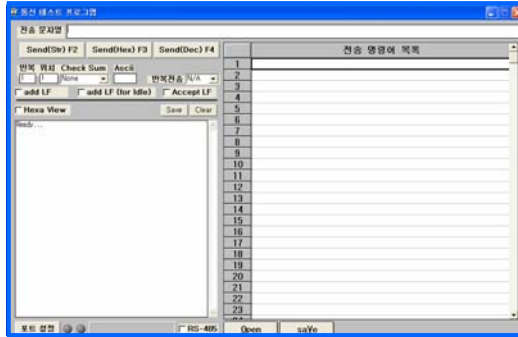 통신 테스트 프로그램
전송 문자열
Send(Str) F2 Send(Hex) F3 Send(Dec) F4
반복 위치 Check Sum Ascii
1 1 None 반복전송 N/A
add LF add LF (for Idle) Accept LF
Hexa View Save Clear
Ready...
전송 명령어 목록
1
2
3
4
5
6
7
8
9
10
11
12
13
14
15
16
17
18
19
20
21
22
23
포트 설정 RS-485 Open saVe